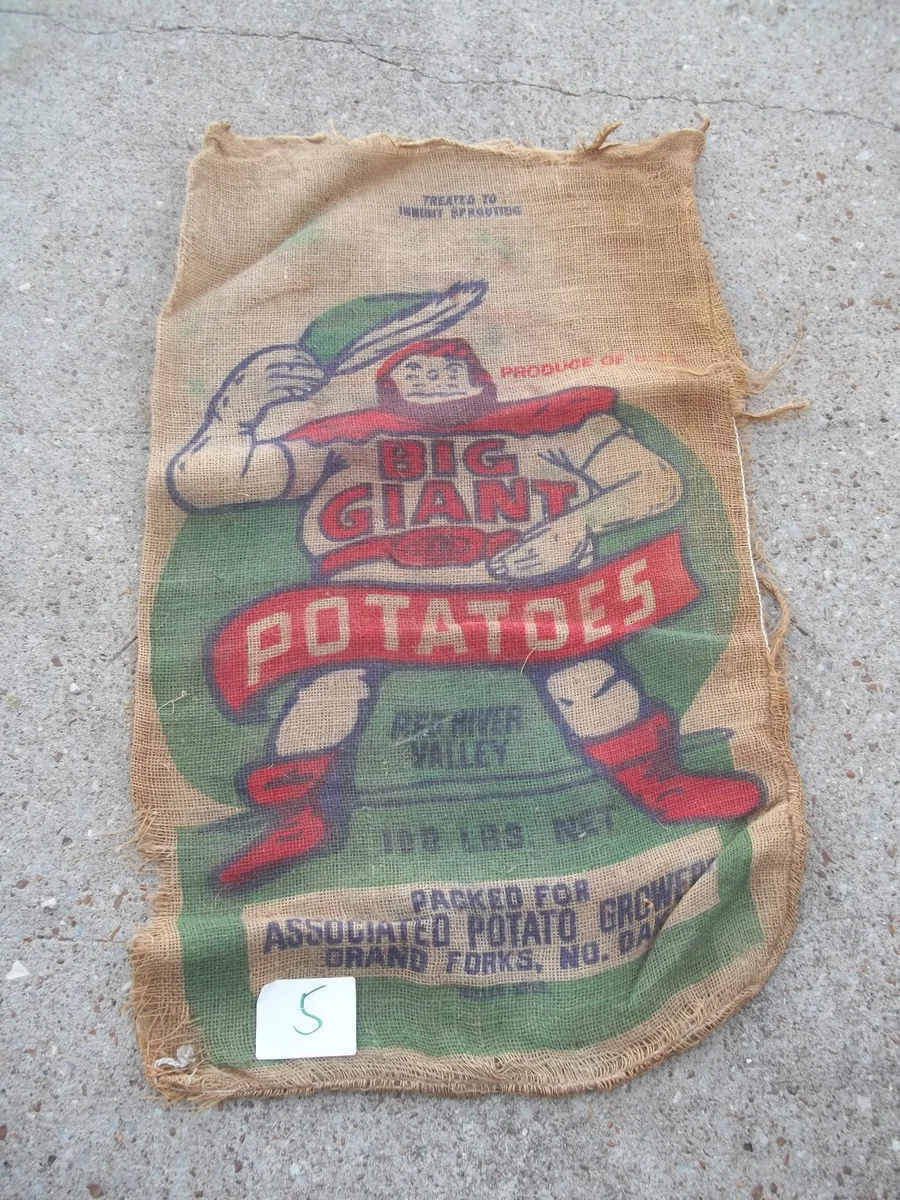 TREATED TO
INHIBIT SPROUTING
PRODUCE OF U.S.A.
BIG
GIANT
POTATOES
RED RIVER
VALLEY
100 LBS. NET
PACKED FOR
ASSOCIATED POTATO GROWERS
GRAND FORKS, NO. DAK
5